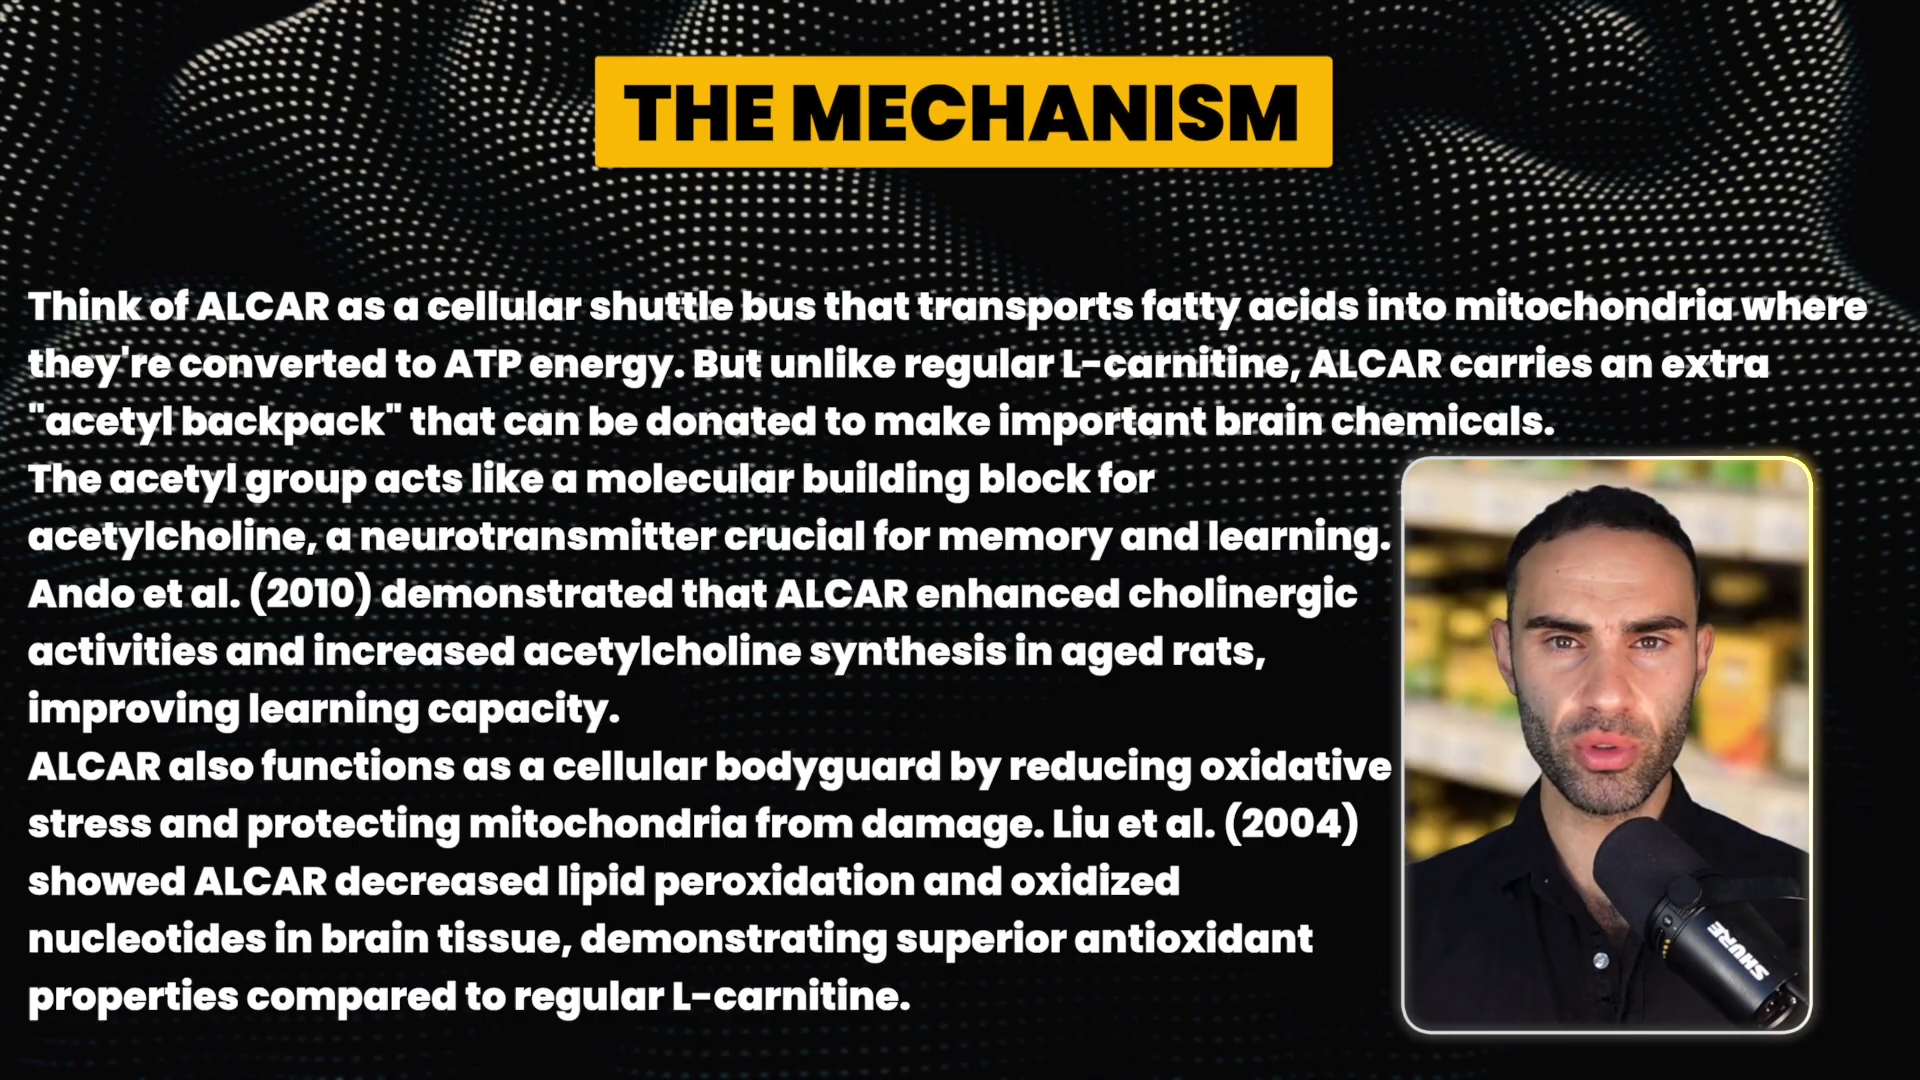 THE MECHANISM
Think of ALCAR as a cellular shuttle bus that transports fatty acids into mitochondria where
they're converted to ATP energy. But unlike regular L-carnitine, ALCAR carries an extra
"acetyl backpack" that can be donated to make important brain chemicals.
The acetyl group acts like a molecular building block for
acetylcholine, a neurotransmitter crucial for memory and learning.
Ando et al. (2010) demonstrated that ALCAR enhanced cholinergic
activities and increased acetylcholine synthesis in aged rats,
improving learning capacity.
ALCAR also functions as a cellular bodyguard by reducing oxidative
stress and protecting mitochondria from damage. Liu et al. (2004)
showed ALCAR decreased lipid peroxidation and oxidized
nucleotides in brain tissue, demonstrating superior antioxidant
properties compared to regular L-carnitine.
SHURE